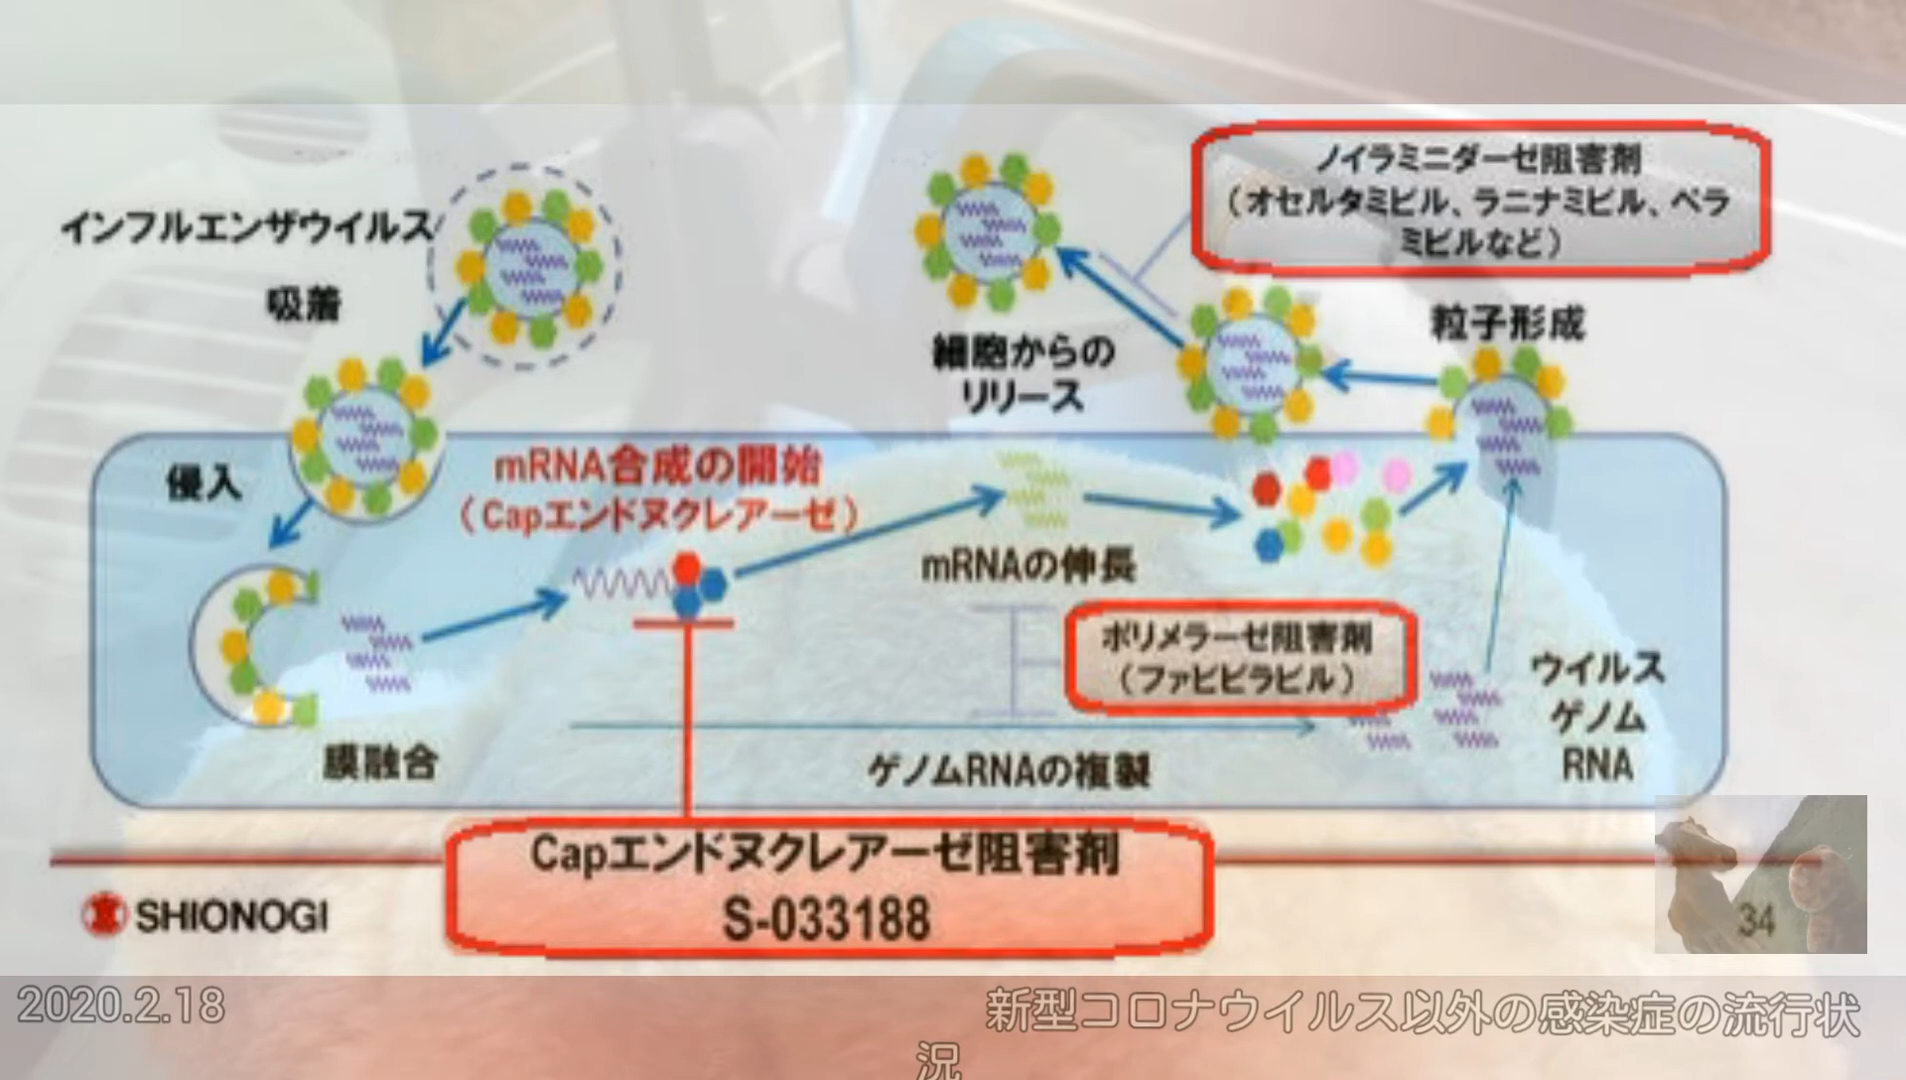 ノイラミニダーゼ阻害剤
（オセルタミビル、ラニナミビル、ペラ
ミビルなど）
インフルエンザウイルス
吸着
粒子形成
細胞からの
リリース
侵入
mRNA合成の開始
（Capエンドヌクレアーゼ）
mRNAの伸長
ポリメラーゼ阻害剤
（ファビピラビル）
ウイルス
ゲノム
RNA
膜融合
ゲノムRNAの複製
Capエンドヌクレアーゼ阻害剤
S-033188
SHIONOGI
34
2020.2.18
新型コロナウイルス以外の感染症の流行状
況